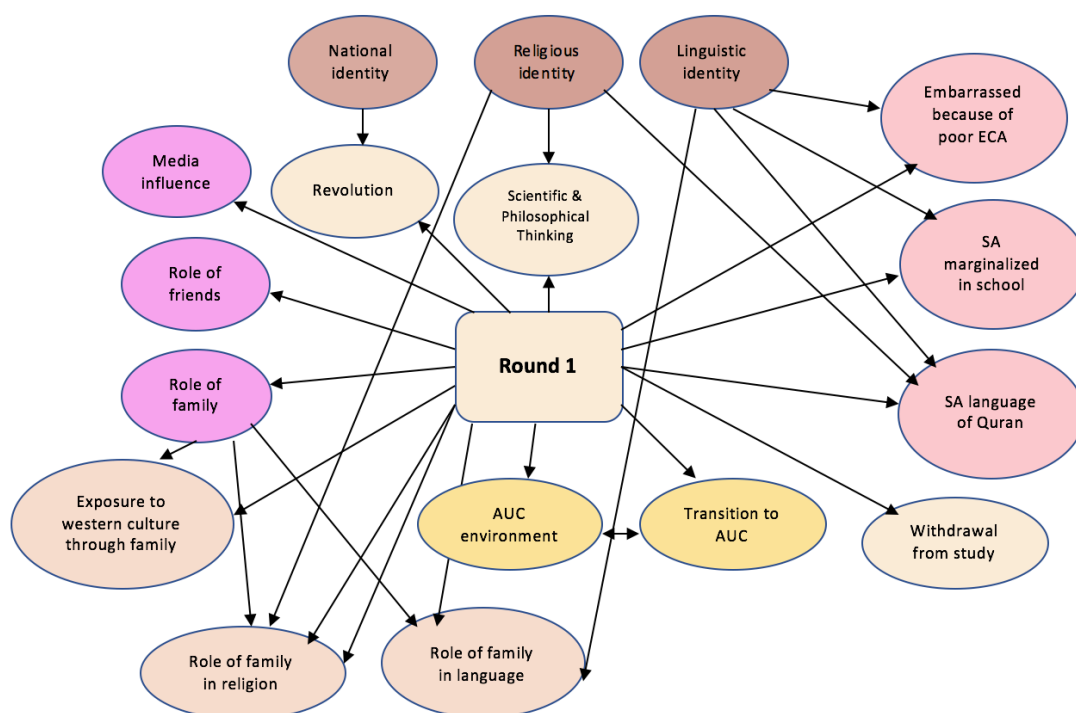 National
identity
Religious
identity
Linguistic
identity
Embarrassed
because of
poor ECA
Media
influence
Revolution
Scientific &
Philosophical
Thinking
SA
marginalized
in school
Role of
friends
Round 1
Role of
family
SA language
of Quran
Exposure to
western culture
through family
AUC
environment
Transition to
AUC
Withdrawal
from study
Role of family
in religion
Role of family
in language